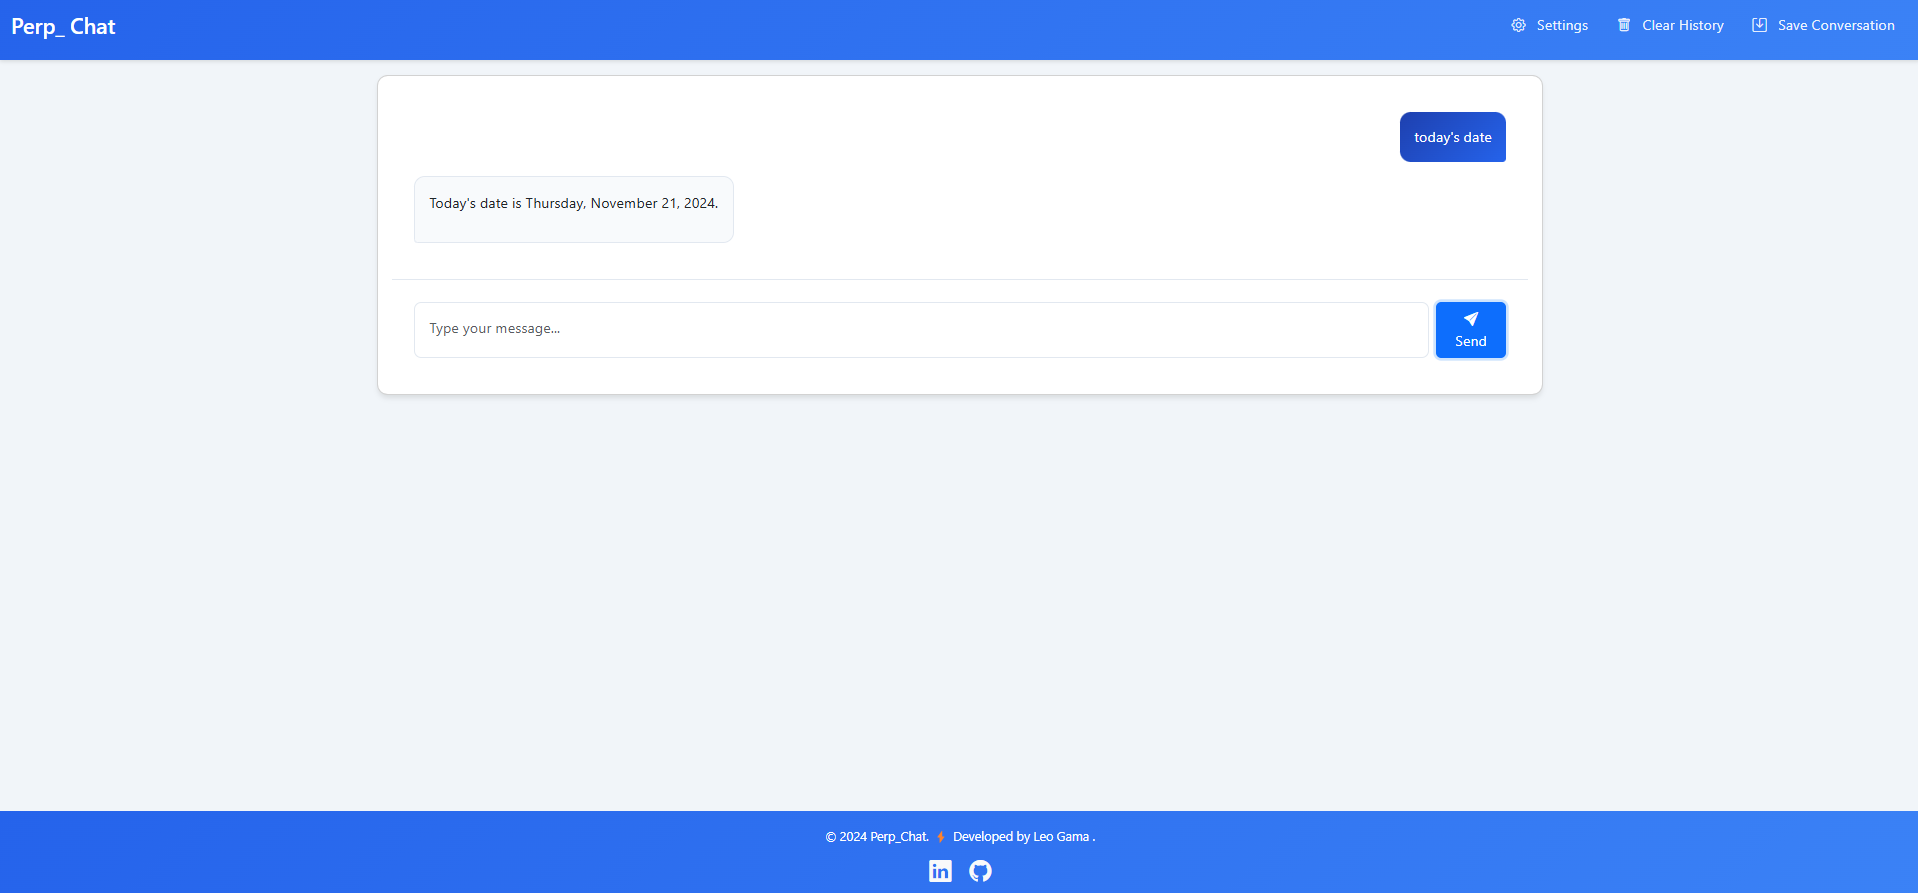 Perp_ Chat
Settings
Clear History
Save Conversation
today's date
Today's date is Thursday, November 21, 2024.
Type your message...
Send
© 2024 Perp_Chat. Developed by Leo Gama .
in